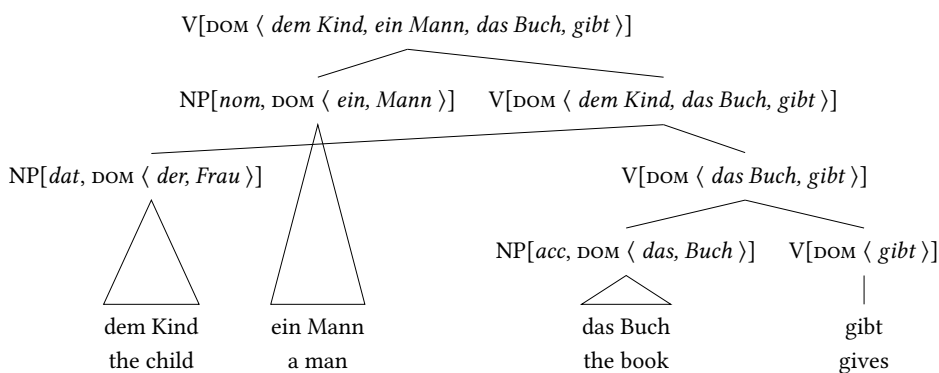 V[DOM ⟨ dem Kind, ein Mann, das Buch, gibt ⟩]
NP[nom, DOM ⟨ ein, Mann ⟩] V[DOM ⟨ dem Kind, das Buch, gibt ⟩]
NP[dat, DOM ⟨ der, Frau ⟩] V[DOM ⟨ das Buch, gibt ⟩]
NP[acc, DOM ⟨ das, Buch ⟩] V[DOM ⟨ gibt ⟩]
dem Kind ein Mann das Buch gibt
the child a man the book gives